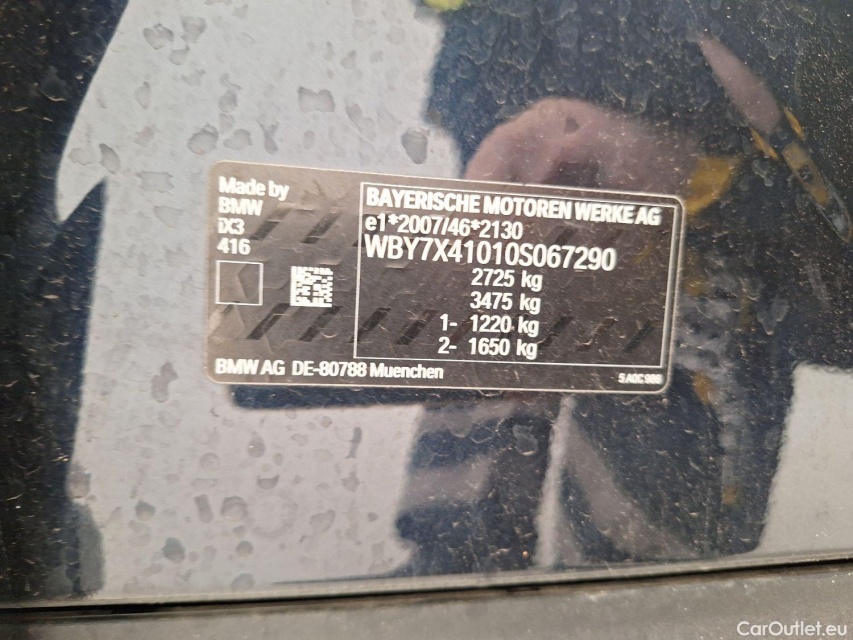 Made by
BMW
iX3
416
BAYERISCHE MOTOREN WERKE AG
e1*2007/46*2130
WBY7X41010S067290
2725 kg
3475 kg
1- 1220 kg
2- 1650 kg
BMW AG DE-80788 Muenchen
CarOutlet.eu